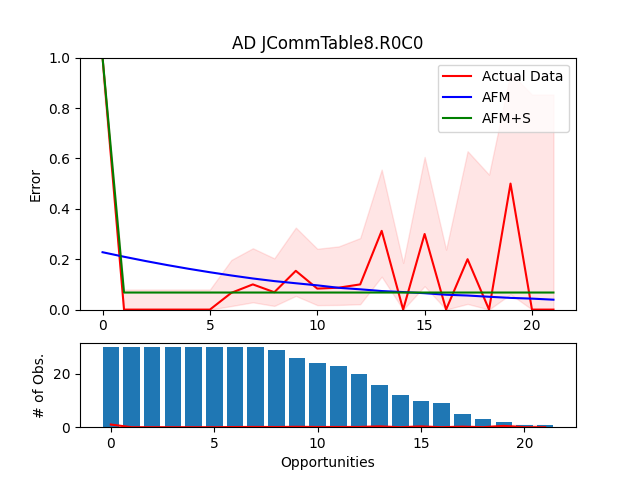 AD JCommTable8.R0C0
Actual Data
AFM
AFM+S
1.0
0.8
0.6
0.4
0.2
0.0
Error
0 5 10 15 20
20
0
# of Obs.
0 5 10 15 20
Opportunities